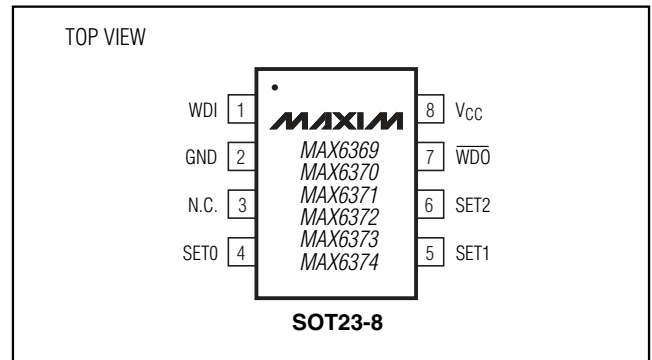 TOP VIEW
WDI 1
GND 2
N.C. 3
SET0 4
MAXIM
MAX6369
MAX6370
MAX6371
MAX6372
MAX6373
MAX6374
8 VCC
7 W̅D̅O̅
6 SET2
5 SET1
SOT23-8